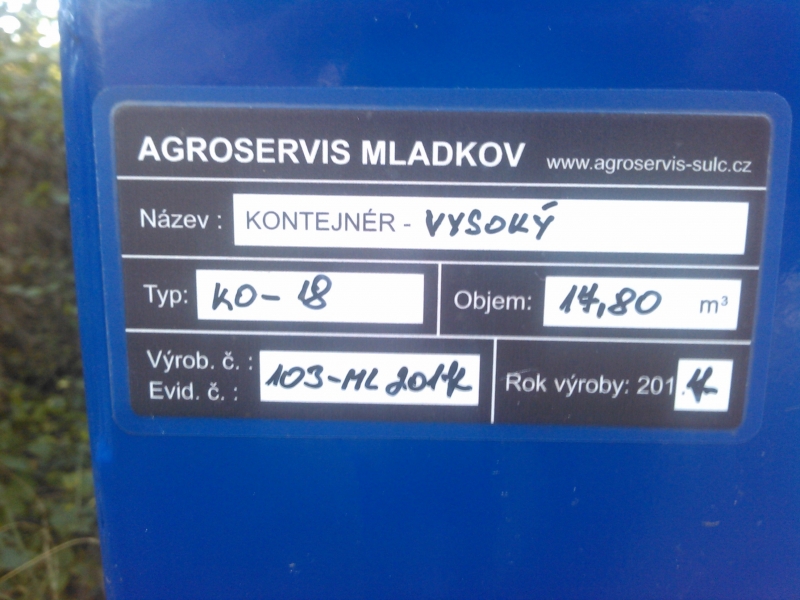 AGROSERVIS MLADKOV www.agroservis-sulc.cz
Název : KONTEJNÉR - VYSOKÝ
Typ: KO-18 Objem: 17,80 m³
Výrob. č. : 103-ML 2014
Evid. č. :
Rok výroby: 2014